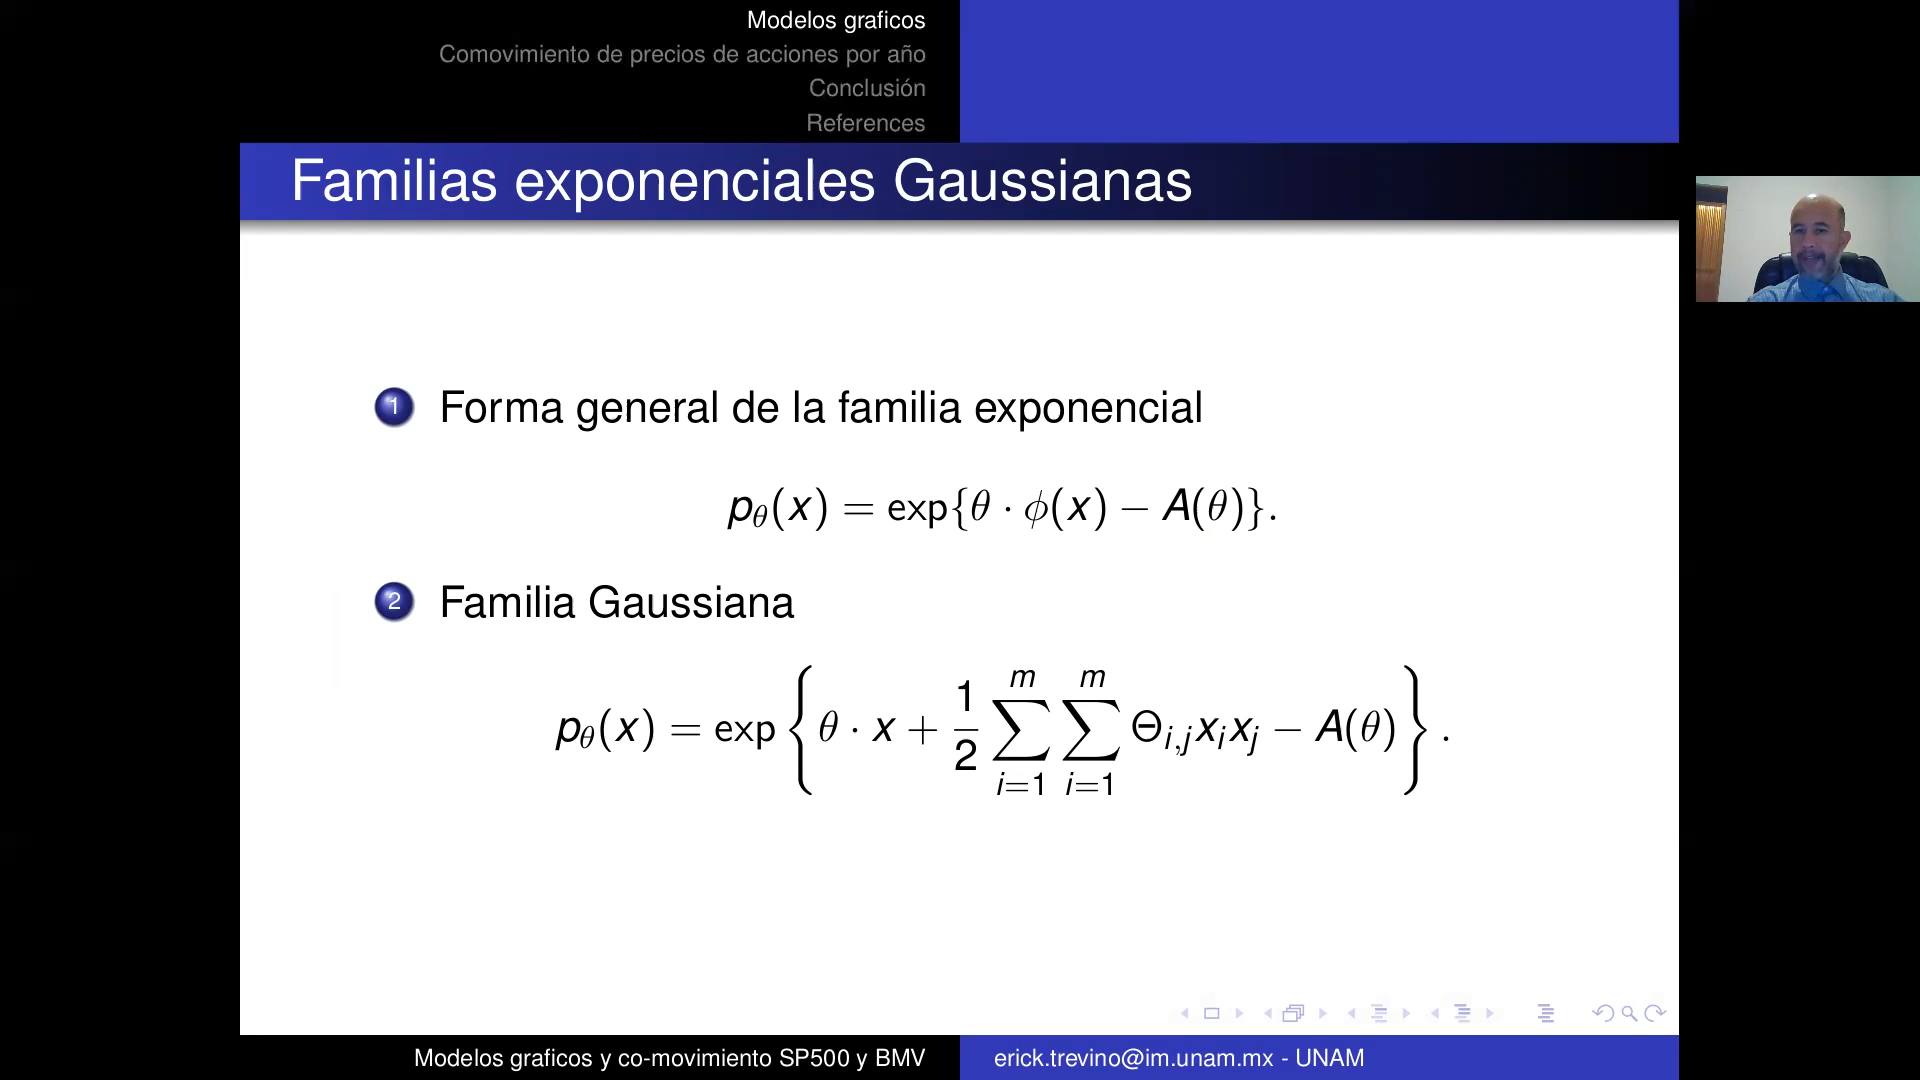 Modelos graficos
Comovimiento de precios de acciones por año
Conclusión
References
Familias exponenciales Gaussianas
1 Forma general de la familia exponencial
p_θ(x) = exp{θ · ϕ(x) − A(θ)}.
2 Familia Gaussiana
p_θ(x) = exp { θ · x + 1/2 ∑_{i=1}^{m} ∑_{i=1}^{m} Θ_{i,j} x_i x_j − A(θ) } .
Modelos graficos y co-movimiento SP500 y BMV
erick.trevino@im.unam.mx - UNAM